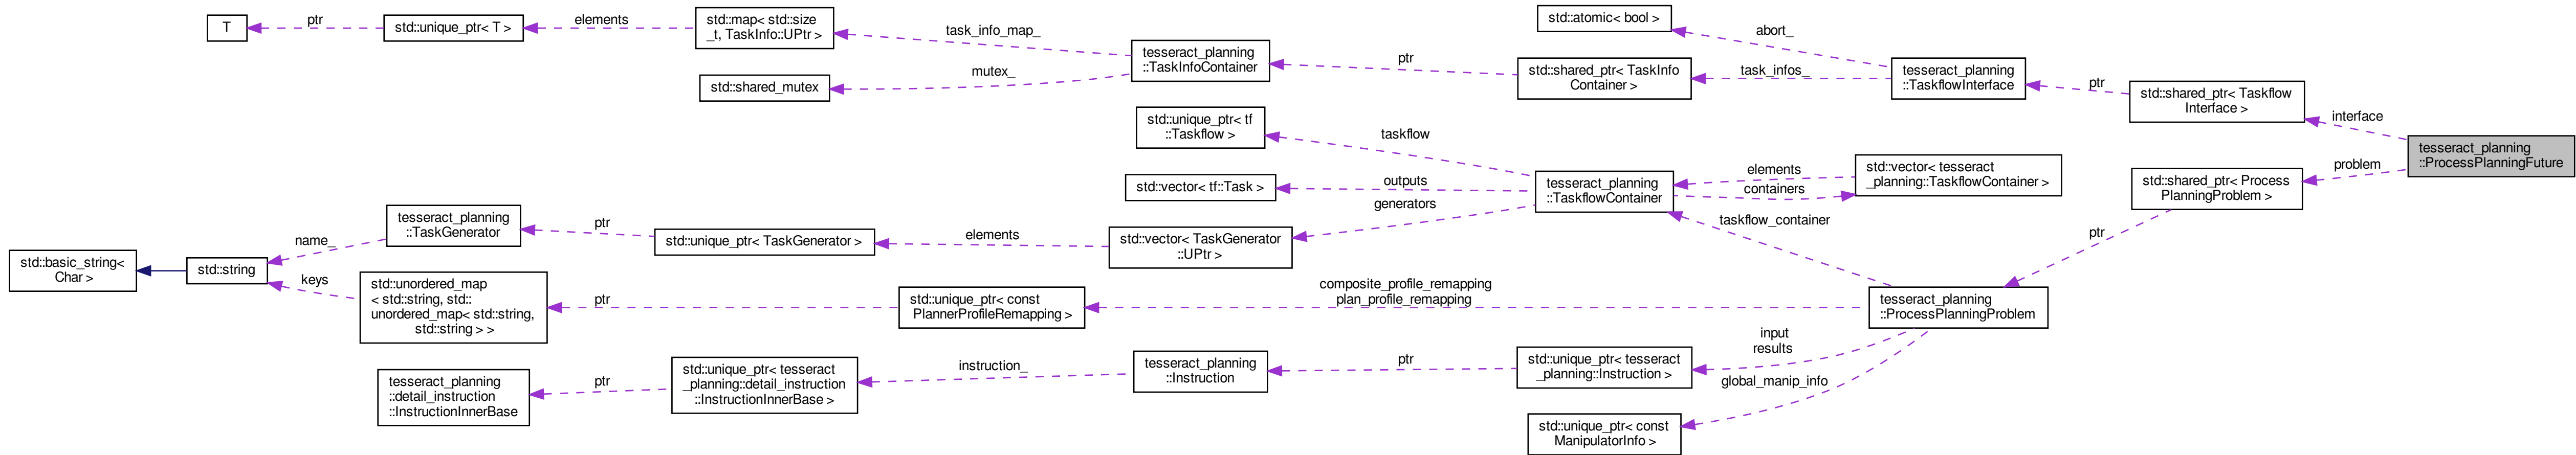 T
ptr
std::unique_ptr< T >
elements
std::map< std::size
_t, TaskInfo::UPtr >
task_info_map_
std::shared_mutex
mutex_
tesseract_planning
::TaskInfoContainer
ptr
std::atomic< bool >
abort_
std::shared_ptr< TaskInfo
Container >
task_infos_
tesseract_planning
::TaskflowInterface
ptr
std::shared_ptr< Taskflow
Interface >
interface
tesseract_planning
::ProcessPlanningFuture
problem
std::shared_ptr< Process
PlanningProblem >
ptr
std::unique_ptr< tf
::Taskflow >
taskflow
std::vector< tf::Task >
outputs
generators
tesseract_planning
::TaskflowContainer
elements
containers
std::vector< tesseract
_planning::TaskflowContainer >
taskflow_container
std::basic_string<
Char >
std::string
name_
keys
tesseract_planning
::TaskGenerator
ptr
std::unique_ptr< TaskGenerator >
elements
std::vector< TaskGenerator
::UPtr >
std::unordered_map
< std::string, std::
unordered_map< std::string,
std::string > >
ptr
std::unique_ptr< const
PlannerProfileRemapping >
composite_profile_remapping
plan_profile_remapping
tesseract_planning
::ProcessPlanningProblem
input
results
global_manip_info
tesseract_planning
::detail_instruction
::InstructionInnerBase
ptr
std::unique_ptr< tesseract
_planning::detail_instruction
::InstructionInnerBase >
instruction_
tesseract_planning
::Instruction
ptr
std::unique_ptr< tesseract
_planning::Instruction >
std::unique_ptr< const
ManipulatorInfo >